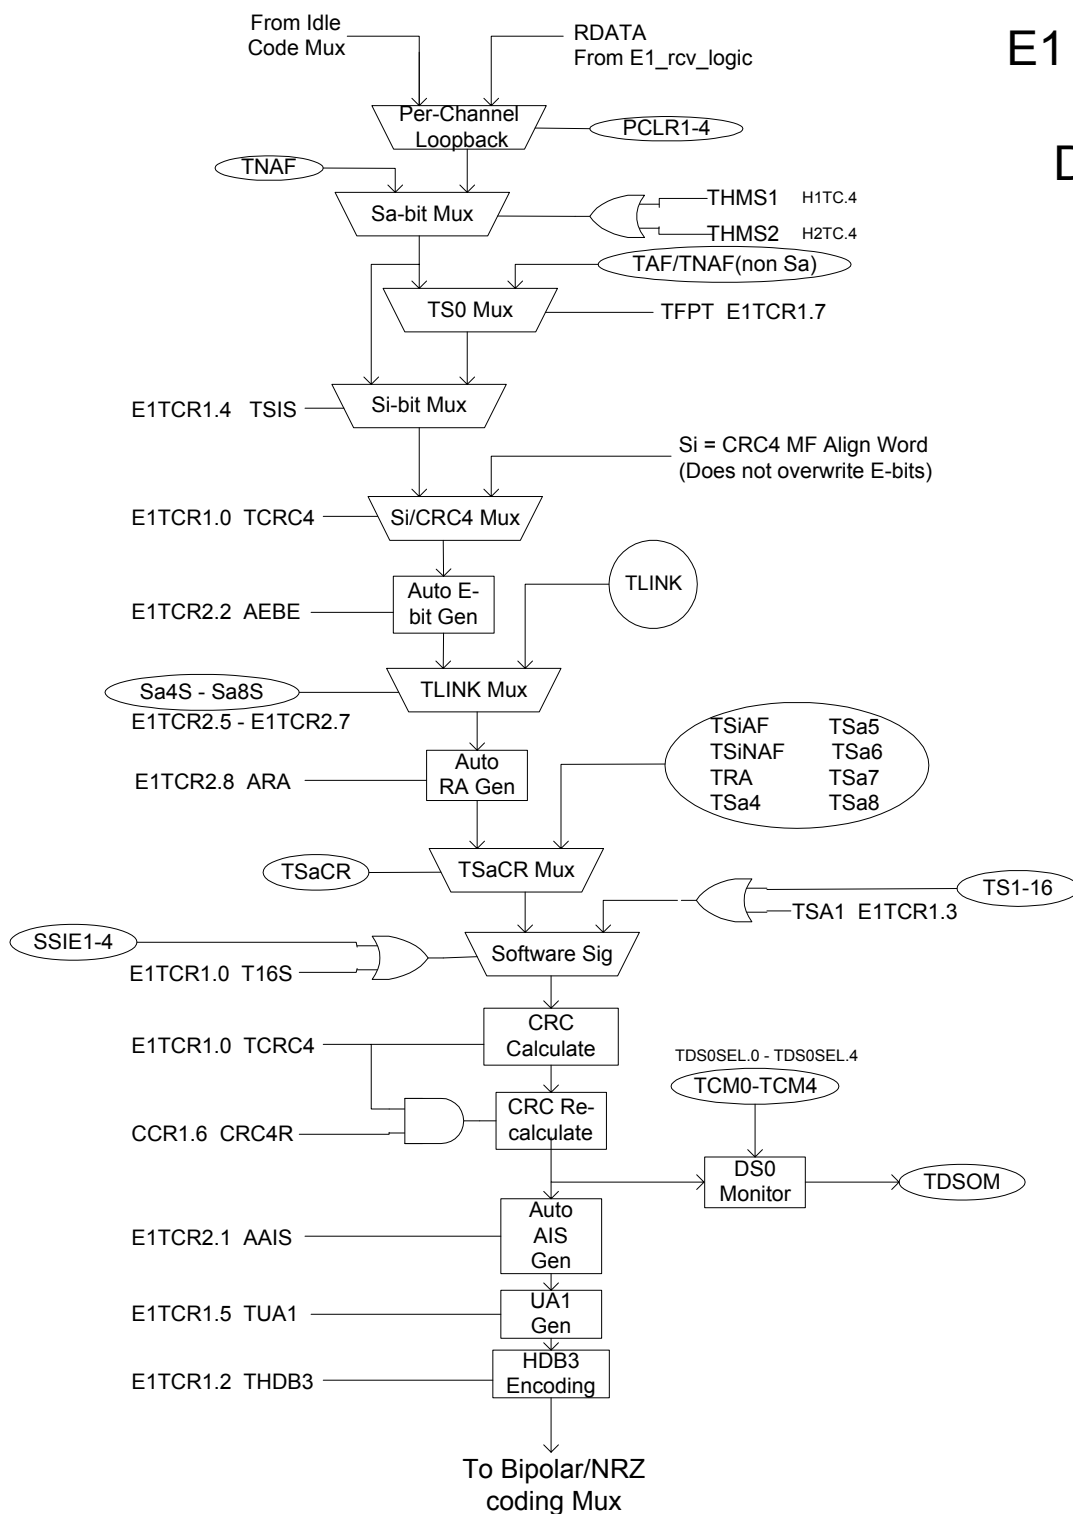 From Idle
Code Mux
RDATA
From E1_rcv_logic
E1
Per-Channel
Loopback
PCLR1-4
D
TNAF
Sa-bit Mux
THMS1 H1TC.4
THMS2 H2TC.4
TAF/TNAF(non Sa)
TS0 Mux
TFPT E1TCR1.7
E1TCR1.4 TSIS
Si-bit Mux
Si = CRC4 MF Align Word
(Does not overwrite E-bits)
E1TCR1.0 TCRC4
Si/CRC4 Mux
Auto E-
bit Gen
TLINK
E1TCR2.2 AEBE
Sa4S - Sa8S
TLINK Mux
E1TCR2.5 - E1TCR2.7
TSiAF TSa5
TSiNAF TSa6
TRA TSa7
TSa4 TSa8
Auto
RA Gen
E1TCR2.8 ARA
TSaCR
TSaCR Mux
TS1-16
TSA1 E1TCR1.3
SSIE1-4
Software Sig
E1TCR1.0 T16S
CRC
Calculate
E1TCR1.0 TCRC4
TDS0SEL.0 - TDS0SEL.4
TCM0-TCM4
CRC Re-
calculate
CCR1.6 CRC4R
DS0
Monitor
TDSOM
Auto
AIS
Gen
E1TCR2.1 AAIS
UA1
Gen
E1TCR1.5 TUA1
HDB3
Encoding
E1TCR1.2 THDB3
To Bipolar/NRZ
coding Mux